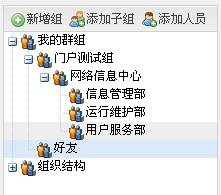 新增组 添加子组 添加人员
我的群组
门户测试组
网络信息中心
信息管理部
运行维护部
用户服务部
好友
组织结构